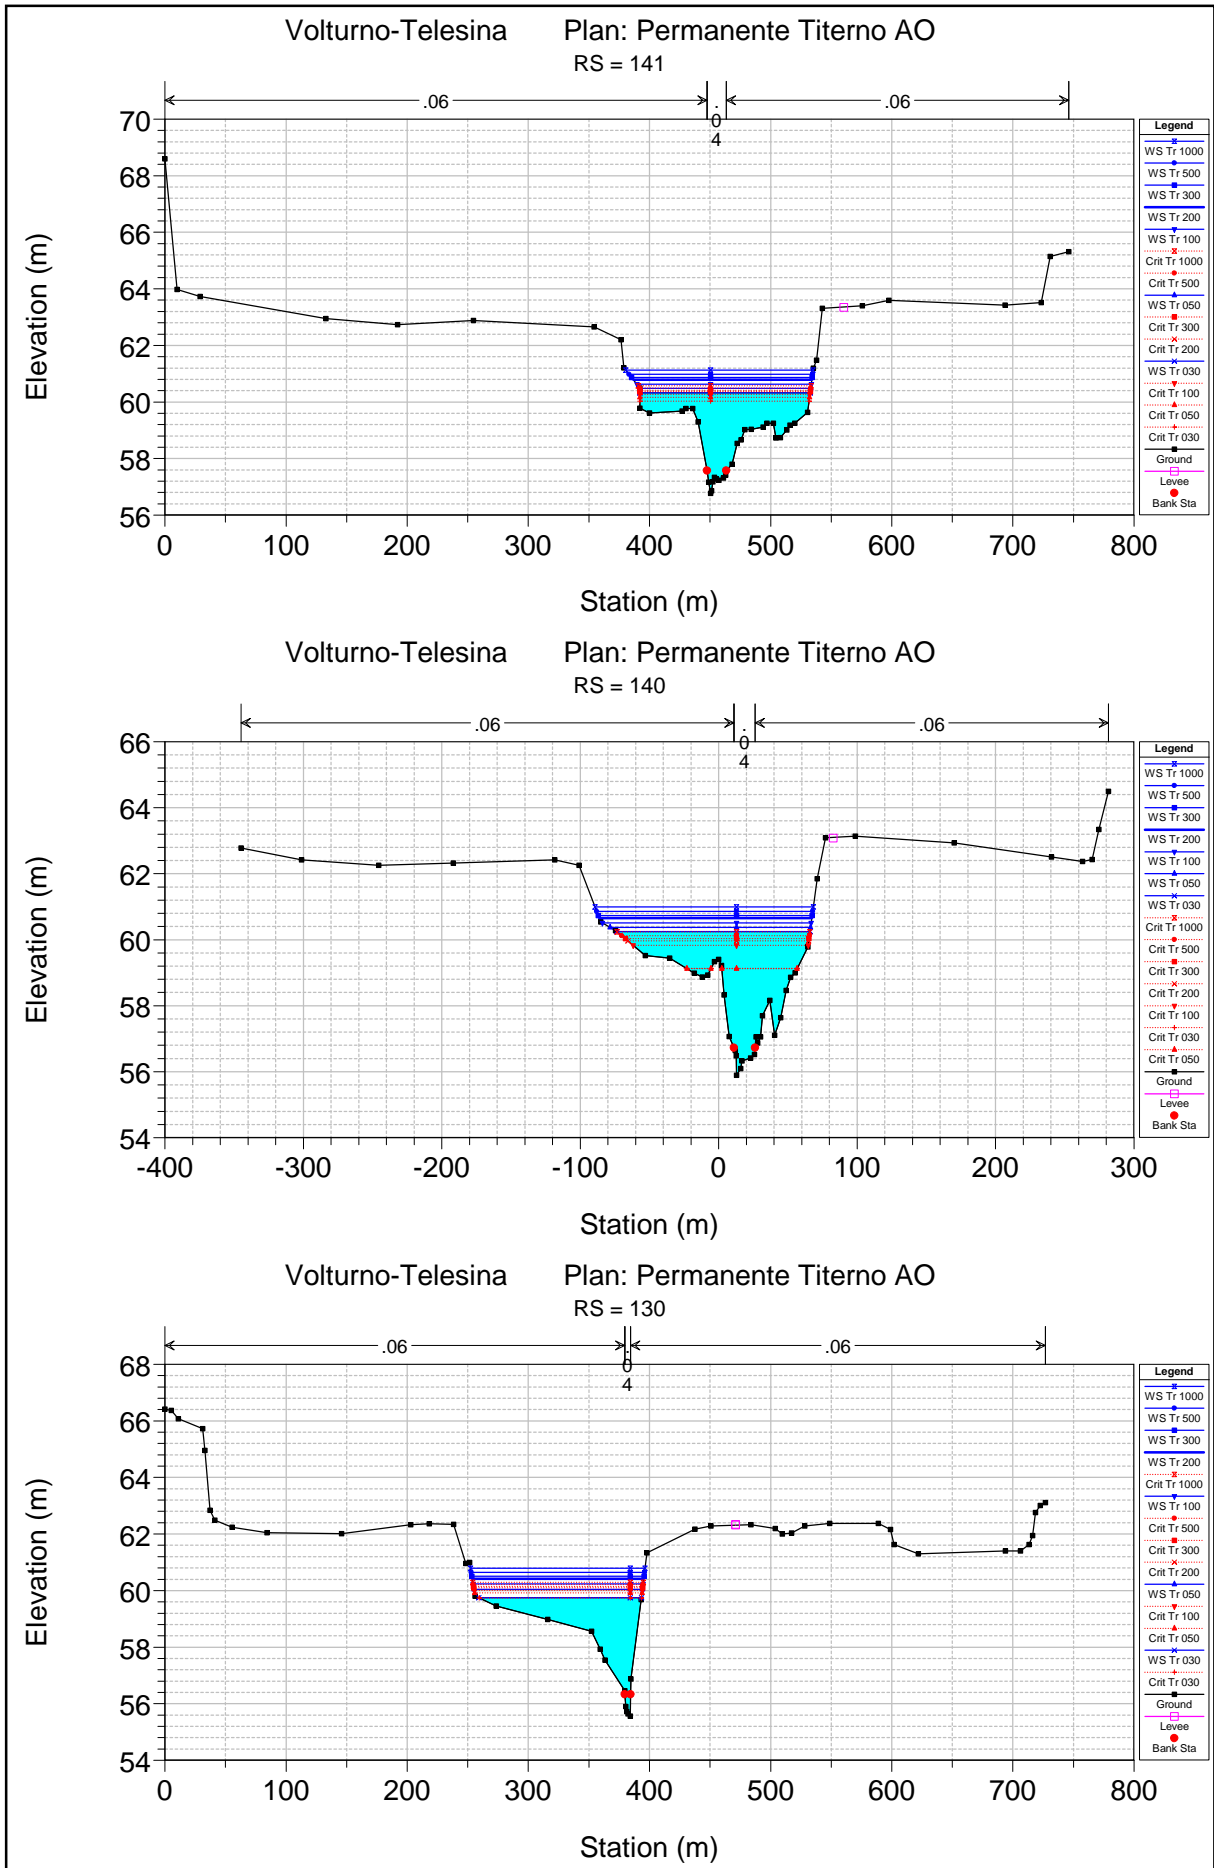 Volturno-Telesina Plan: Permanente Titerno AO
RS = 141
.06 .04 .06
Elevation (m)
70
68
66
64
62
60
58
56
0 100 200 300 400 500 600 700 800
Station (m)
Legend
WS Tr 1000
WS Tr 500
WS Tr 300
WS Tr 200
WS Tr 100
Crit Tr 1000
Crit Tr 500
WS Tr 050
Crit Tr 300
Crit Tr 200
WS Tr 030
Crit Tr 100
Crit Tr 050
Crit Tr 030
Ground
Levee
Bank Sta
Volturno-Telesina Plan: Permanente Titerno AO
RS = 140
.06 .04 .06
Elevation (m)
66
64
62
60
58
56
54
-400 -300 -200 -100 0 100 200 300
Station (m)
Legend
WS Tr 1000
WS Tr 500
WS Tr 300
WS Tr 200
WS Tr 100
WS Tr 050
WS Tr 030
Crit Tr 1000
Crit Tr 500
Crit Tr 300
Crit Tr 200
Crit Tr 100
Crit Tr 030
Crit Tr 050
Ground
Levee
Bank Sta
Volturno-Telesina Plan: Permanente Titerno AO
RS = 130
.06 .04 .06
Elevation (m)
68
66
64
62
60
58
56
54
0 100 200 300 400 500 600 700 800
Station (m)
Legend
WS Tr 1000
WS Tr 500
WS Tr 300
WS Tr 200
Crit Tr 1000
WS Tr 100
Crit Tr 500
Crit Tr 300
Crit Tr 200
WS Tr 050
Crit Tr 100
Crit Tr 050
WS Tr 030
Crit Tr 030
Ground
Levee
Bank Sta